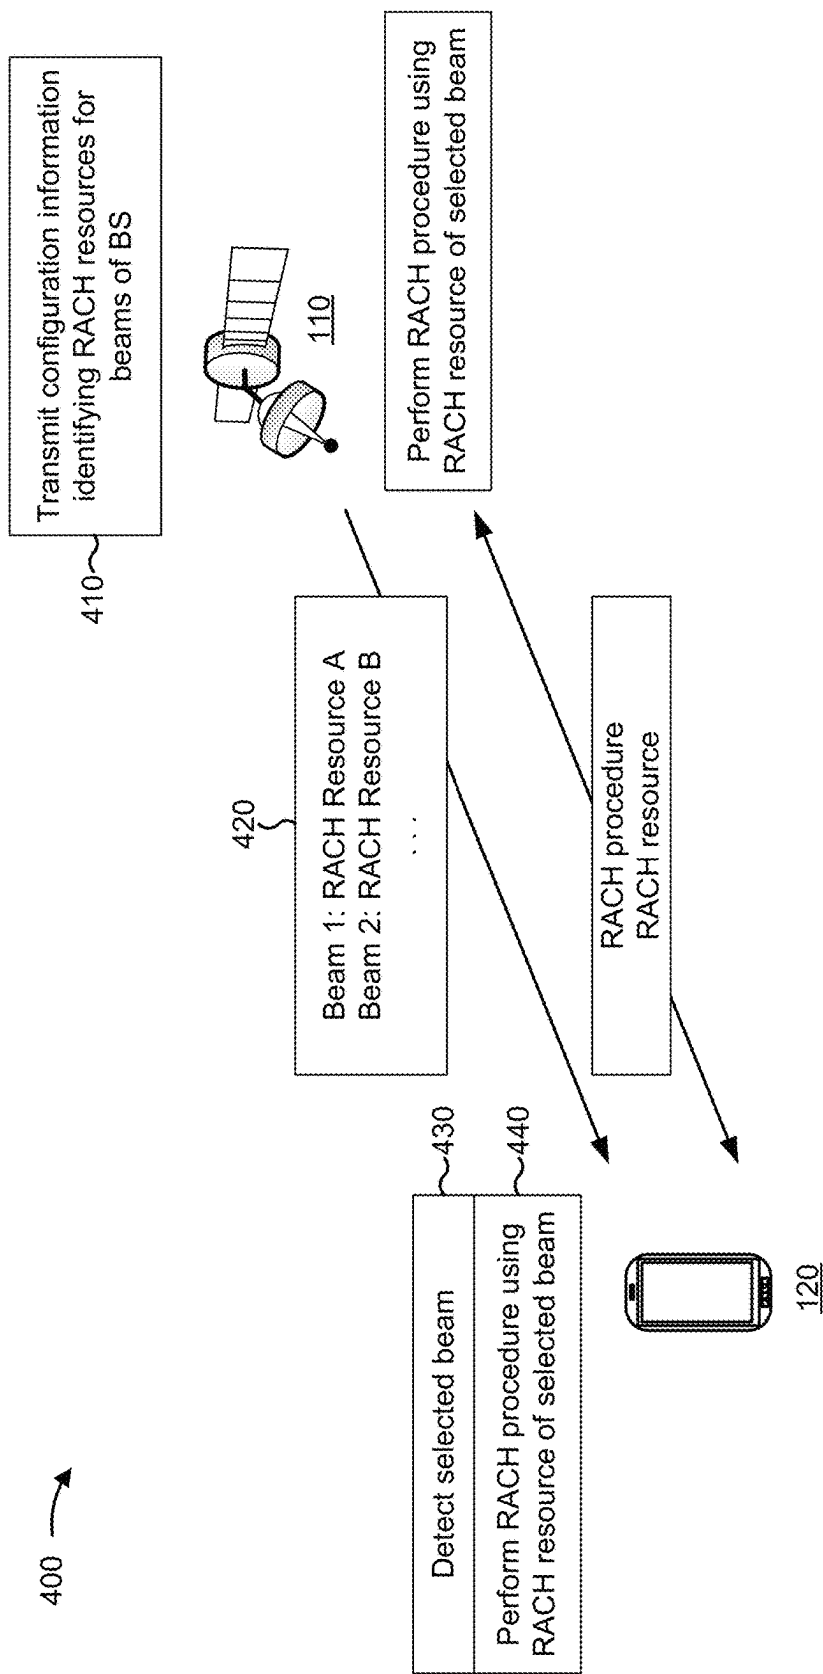 400
410
Transmit configuration information
identifying RACH resources for
beams of BS
110
420
Beam 1: RACH Resource A
Beam 2: RACH Resource B
. . .
Perform RACH procedure using
RACH resource of selected beam
430
Detect selected beam
440
Perform RACH procedure using
RACH resource of selected beam
RACH procedure
RACH resource
120